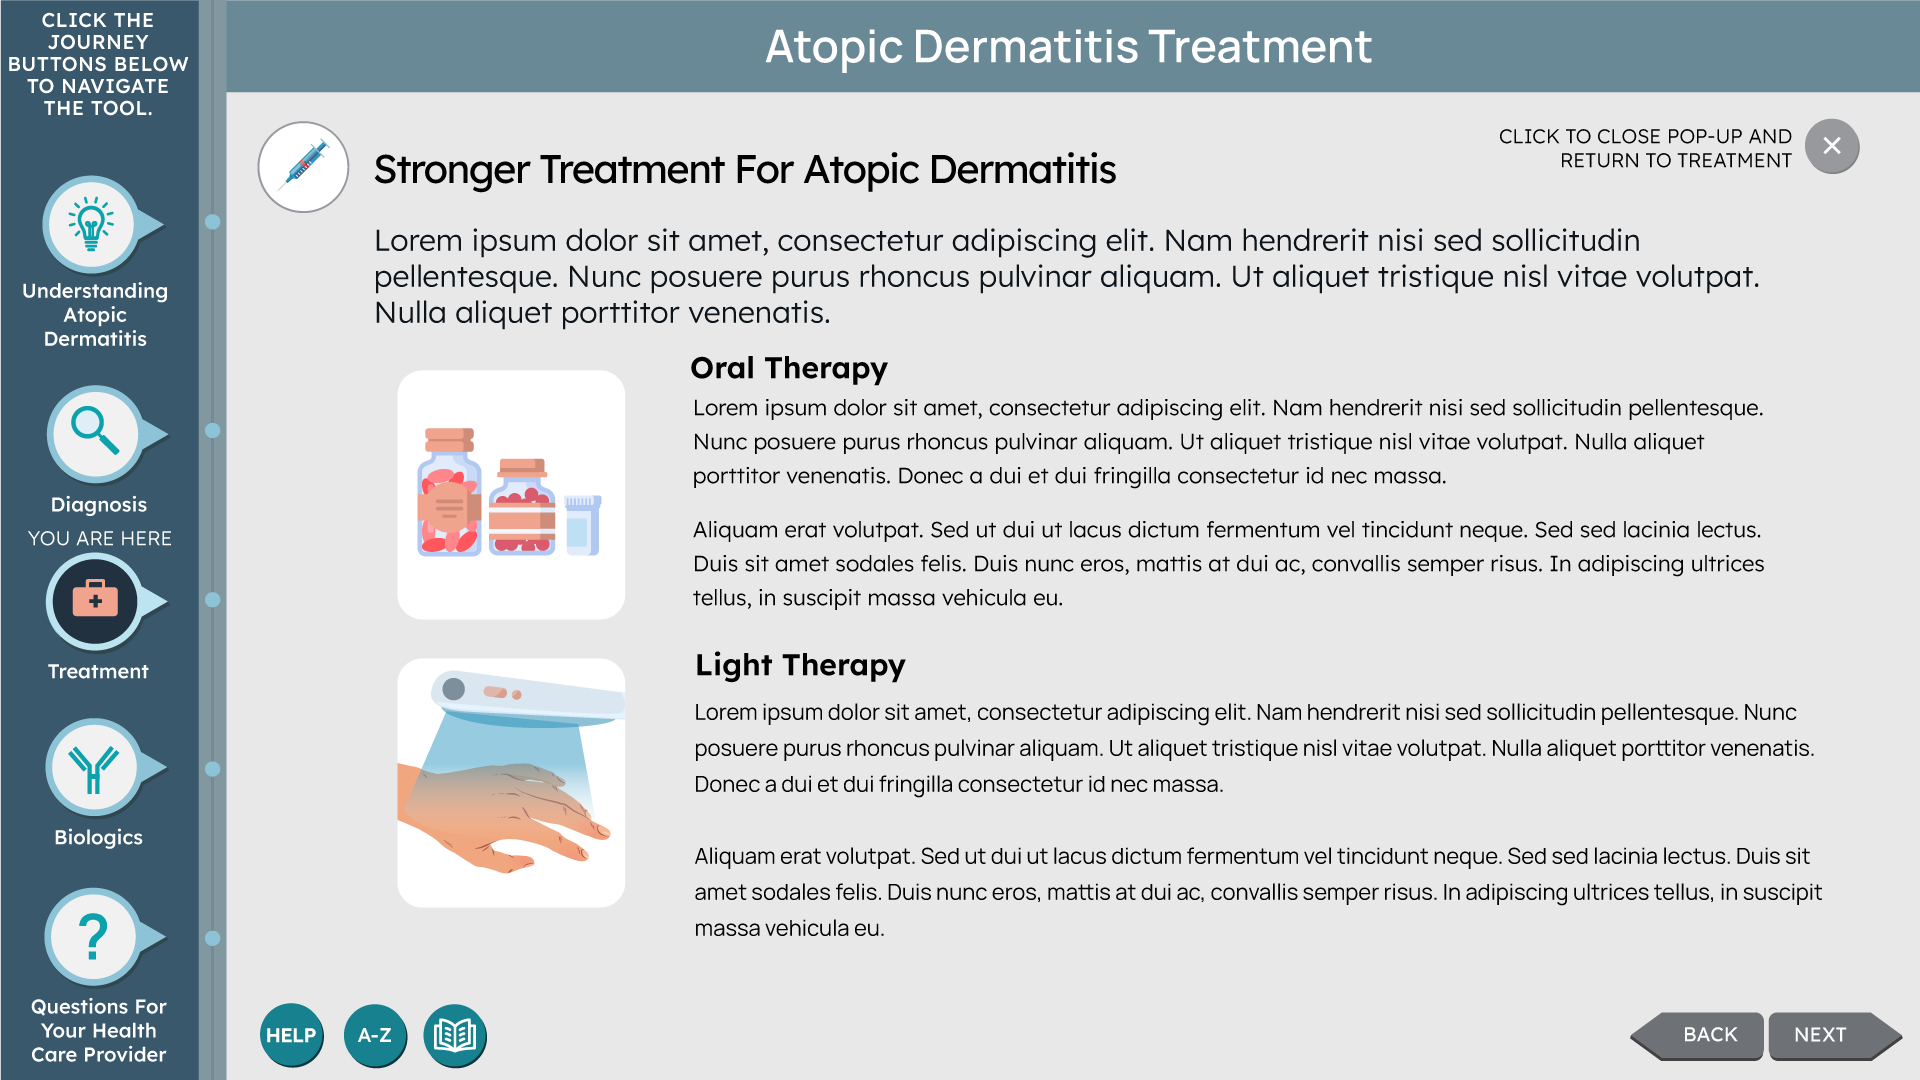 CLICK THE
JOURNEY
BUTTONS BELOW
TO NAVIGATE
THE TOOL.
Understanding
Atopic
Dermatitis
Diagnosis
YOU ARE HERE
Treatment
Biologics
?
Questions For
Your Health
Care Provider
Atopic Dermatitis Treatment
CLICK TO CLOSE POP-UP AND
RETURN TO TREATMENT
Stronger Treatment For Atopic Dermatitis
Lorem ipsum dolor sit amet, consectetur adipiscing elit. Nam hendrerit nisi sed sollicitudin
pellentesque. Nunc posuere purus rhoncus pulvinar aliquam. Ut aliquet tristique nisl vitae volutpat.
Nulla aliquet porttitor venenatis.
Oral Therapy
Lorem ipsum dolor sit amet, consectetur adipiscing elit. Nam hendrerit nisi sed sollicitudin pellentesque.
Nunc posuere purus rhoncus pulvinar aliquam. Ut aliquet tristique nisl vitae volutpat. Nulla aliquet
porttitor venenatis. Donec a dui et dui fringilla consectetur id nec massa.
Aliquam erat volutpat. Sed ut dui ut lacus dictum fermentum vel tincidunt neque. Sed sed lacinia lectus.
Duis sit amet sodales felis. Duis nunc eros, mattis at dui ac, convallis semper risus. In adipiscing ultrices
tellus, in suscipit massa vehicula eu.
Light Therapy
Lorem ipsum dolor sit amet, consectetur adipiscing elit. Nam hendrerit nisi sed sollicitudin pellentesque. Nunc
posuere purus rhoncus pulvinar aliquam. Ut aliquet tristique nisl vitae volutpat. Nulla aliquet porttitor venenatis.
Donec a dui et dui fringilla consectetur id nec massa.
Aliquam erat volutpat. Sed ut dui ut lacus dictum fermentum vel tincidunt neque. Sed sed lacinia lectus. Duis sit
amet sodales felis. Duis nunc eros, mattis at dui ac, convallis semper risus. In adipiscing ultrices tellus, in suscipit
massa vehicula eu.
HELP
A-Z
BACK
NEXT